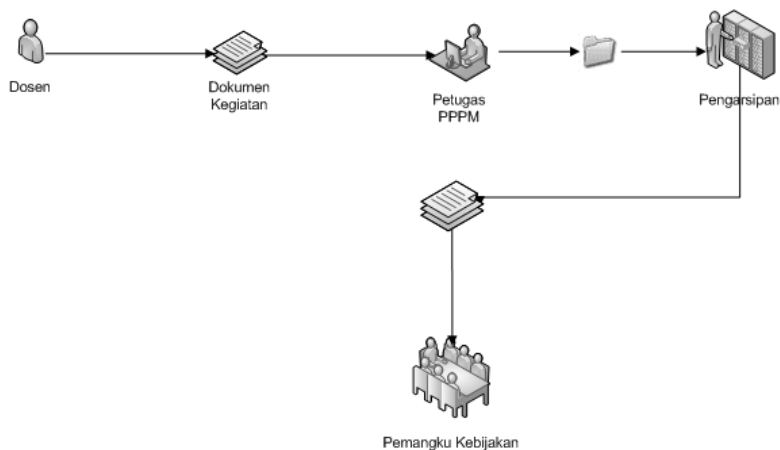 Dosen
Dokumen
Kegiatan
Petugas
PPPM
Pengarsipan
Pemangku Kebijakan